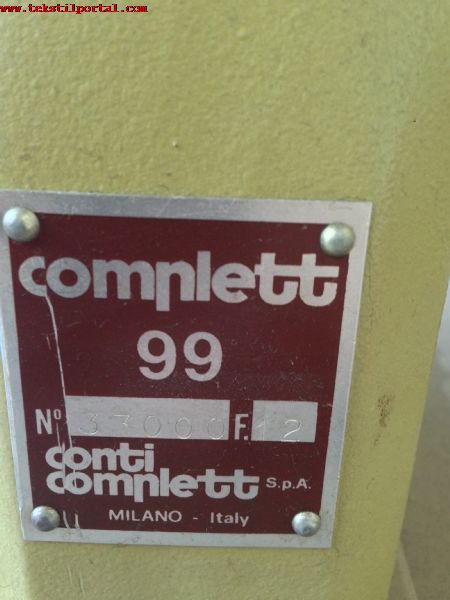 www.tekstilportal.com
complett
99
Nº 33000 F. 12
conti
complett S.p.A.
MILANO - Italy